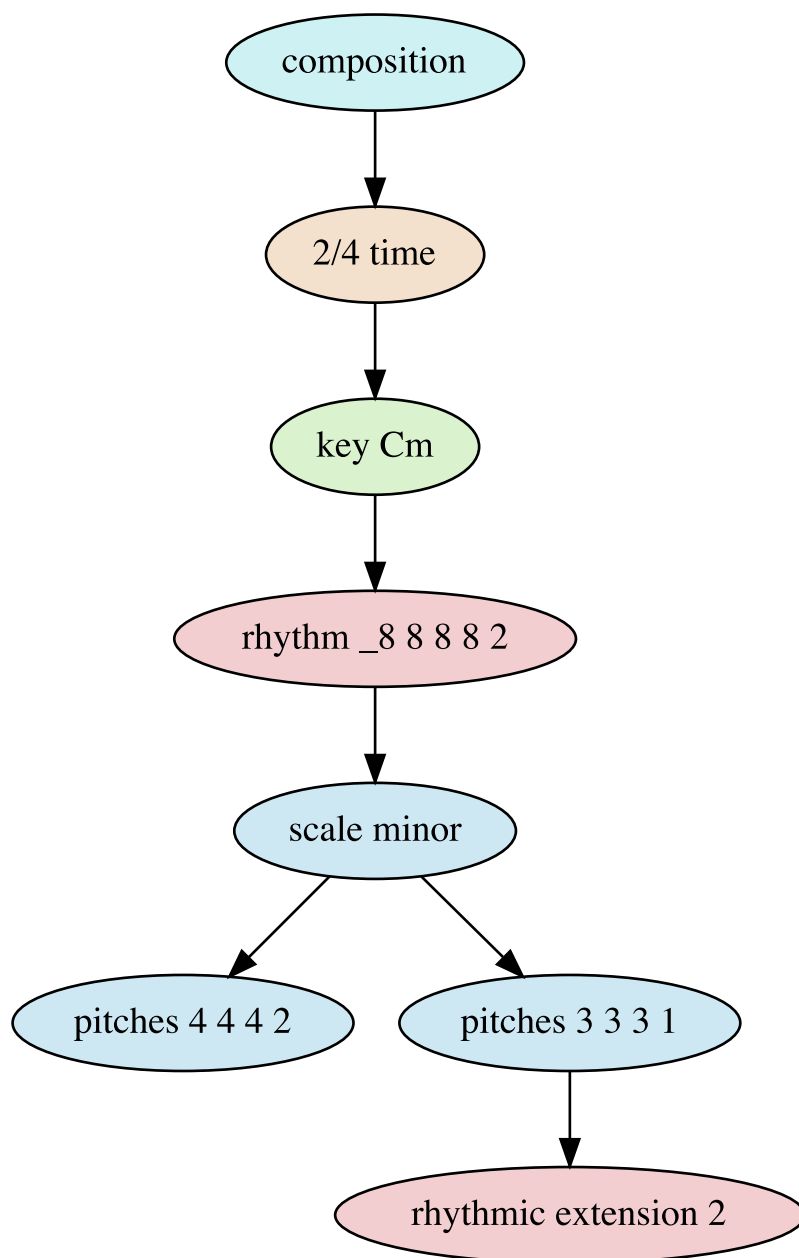 composition
2/4 time
key Cm
rhythm _8 8 8 8 2
scale minor
pitches 4 4 4 2
pitches 3 3 3 1
rhythmic extension 2